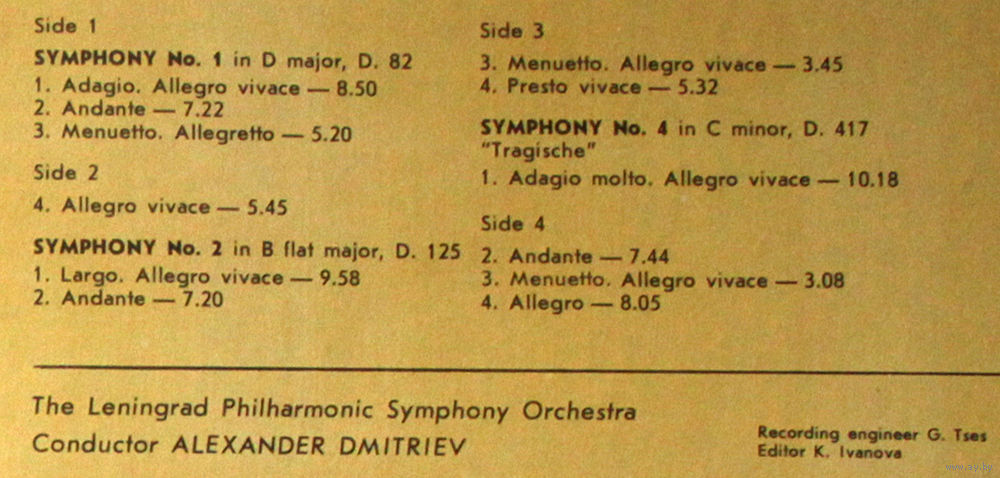 Side 1
SYMPHONY No. 1 in D major, D. 82
1. Adagio. Allegro vivace — 8.50
2. Andante — 7.22
3. Menuetto. Allegretto — 5.20
Side 2
4. Allegro vivace — 5.45
SYMPHONY No. 2 in B flat major, D. 125
1. Largo. Allegro vivace — 9.58
2. Andante — 7.20
Side 3
3. Menuetto. Allegro vivace — 3.45
4. Presto vivace — 5.32
SYMPHONY No. 4 in C minor, D. 417
"Tragische"
1. Adagio molto. Allegro vivace — 10.18
Side 4
2. Andante — 7.44
3. Menuetto. Allegro vivace — 3.08
4. Allegro — 8.05
The Leningrad Philharmonic Symphony Orchestra
Conductor ALEXANDER DMITRIEV
Recording engineer G. Tses
Editor K. Ivanova
www.ay.by